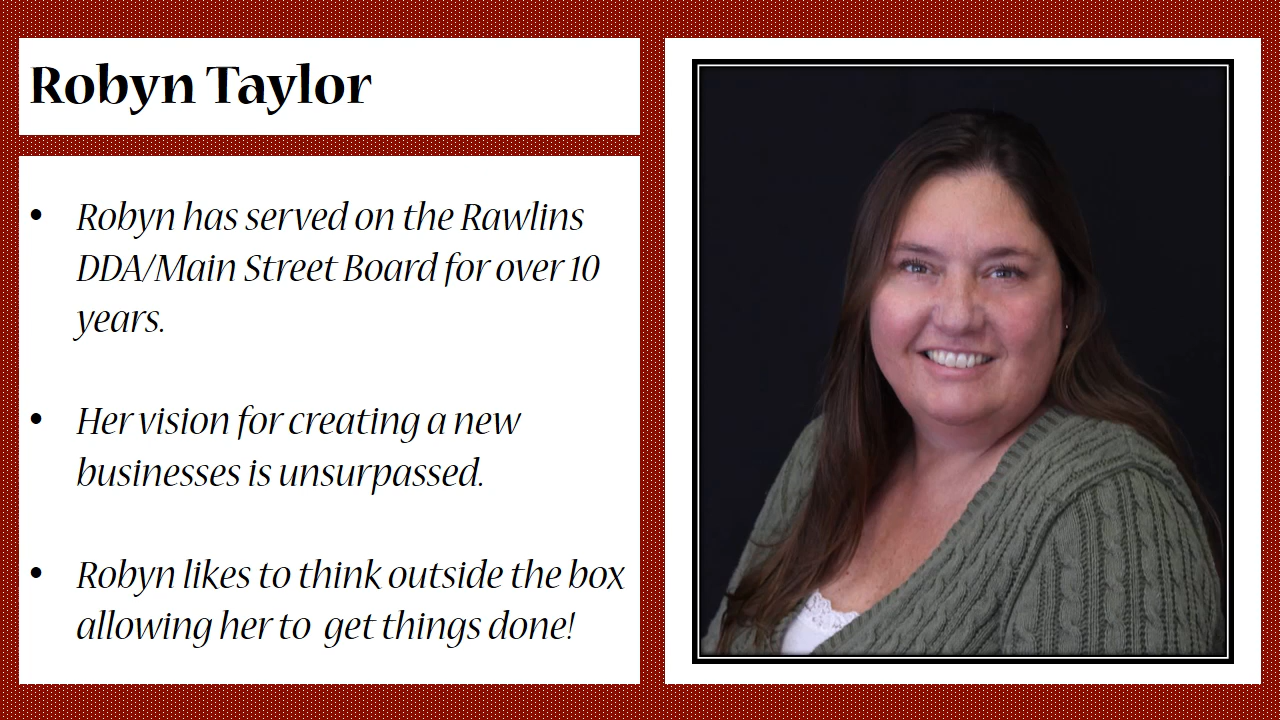 Robyn Taylor
• Robyn has served on the Rawlins
DDA/Main Street Board for over 10
years.
• Her vision for creating a new
businesses is unsurpassed.
• Robyn likes to think outside the box
allowing her to  get things done!